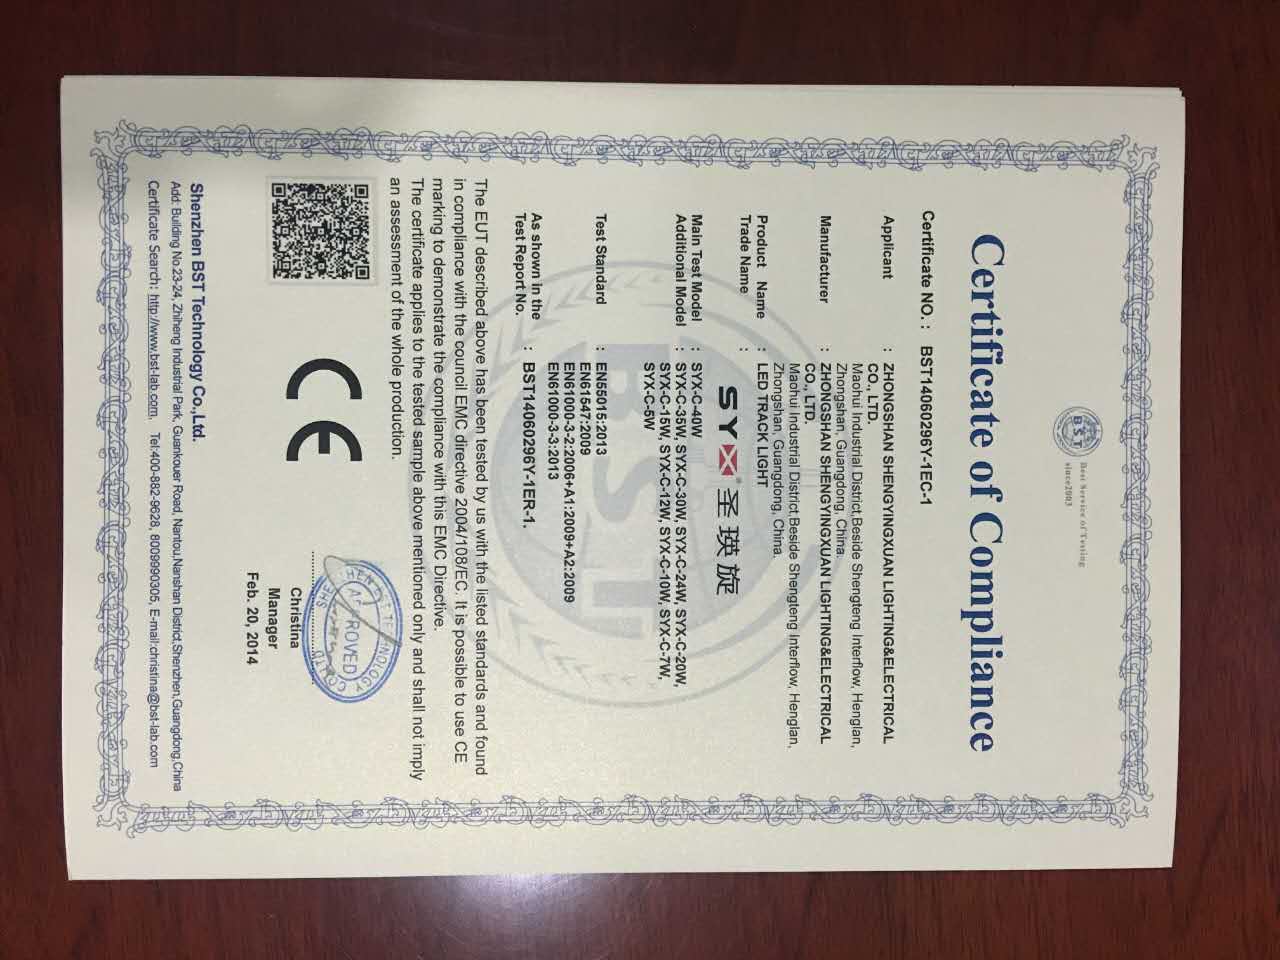 BST
Best Service of Testing
since2003
Certificate of Compliance
Certificate NO. : BST14060296Y-1EC-1
Applicant : ZHONGSHAN SHENGYINGXUAN LIGHTING&ELECTRICAL
CO., LTD.
Maohui Industrial District,Beside Shengteng Interflow, Henglan,
Zhongshan, Guangdong, China.
Manufacturer : ZHONGSHAN SHENGYINGXUAN LIGHTING&ELECTRICAL
CO., LTD.
Maohui Industrial District,Beside Shengteng Interflow, Henglan,
Zhongshan, Guangdong, China.
Product Name : LED TRACK LIGHT
Trade Name : SYX 圣瑛旋
Main Test Model : SYX-C-40W
Additional Model : SYX-C-35W, SYX-C-30W, SYX-C-24W, SYX-C-20W,
SYX-C-15W, SYX-C-12W, SYX-C-10W, SYX-C-7W,
SYX-C-5W
Test Standard : EN55015:2013
EN61547:2009
EN61000-3-2:2006+A1:2009+A2:2009
EN61000-3-3:2013
As shown in the
Test Report No. : BST14060296Y-1ER-1.
The EUT described above has been tested by us with the listed standards and found
in compliance with the council EMC directive 2004/108/EC. It is possible to use CE
marking to demonstrate the compliance with this EMC Directive.
The certificate applies to the tested sample above mentioned only and shall not imply
an assessment of the whole production.
CE
APPROVED
Christina
Manager
Feb. 20, 2014
Shenzhen BST Technology Co.,Ltd.
Add: Building No.23-24, Zhiheng Industrial Park, Guankouer Road, Nantou,Nanshan District,Shenzhen,Guangdong,China
Certificate Search: http://www.bst-lab.com, Tel:400-882-9628, 8009990305, E-mail:christina@bst-lab.com